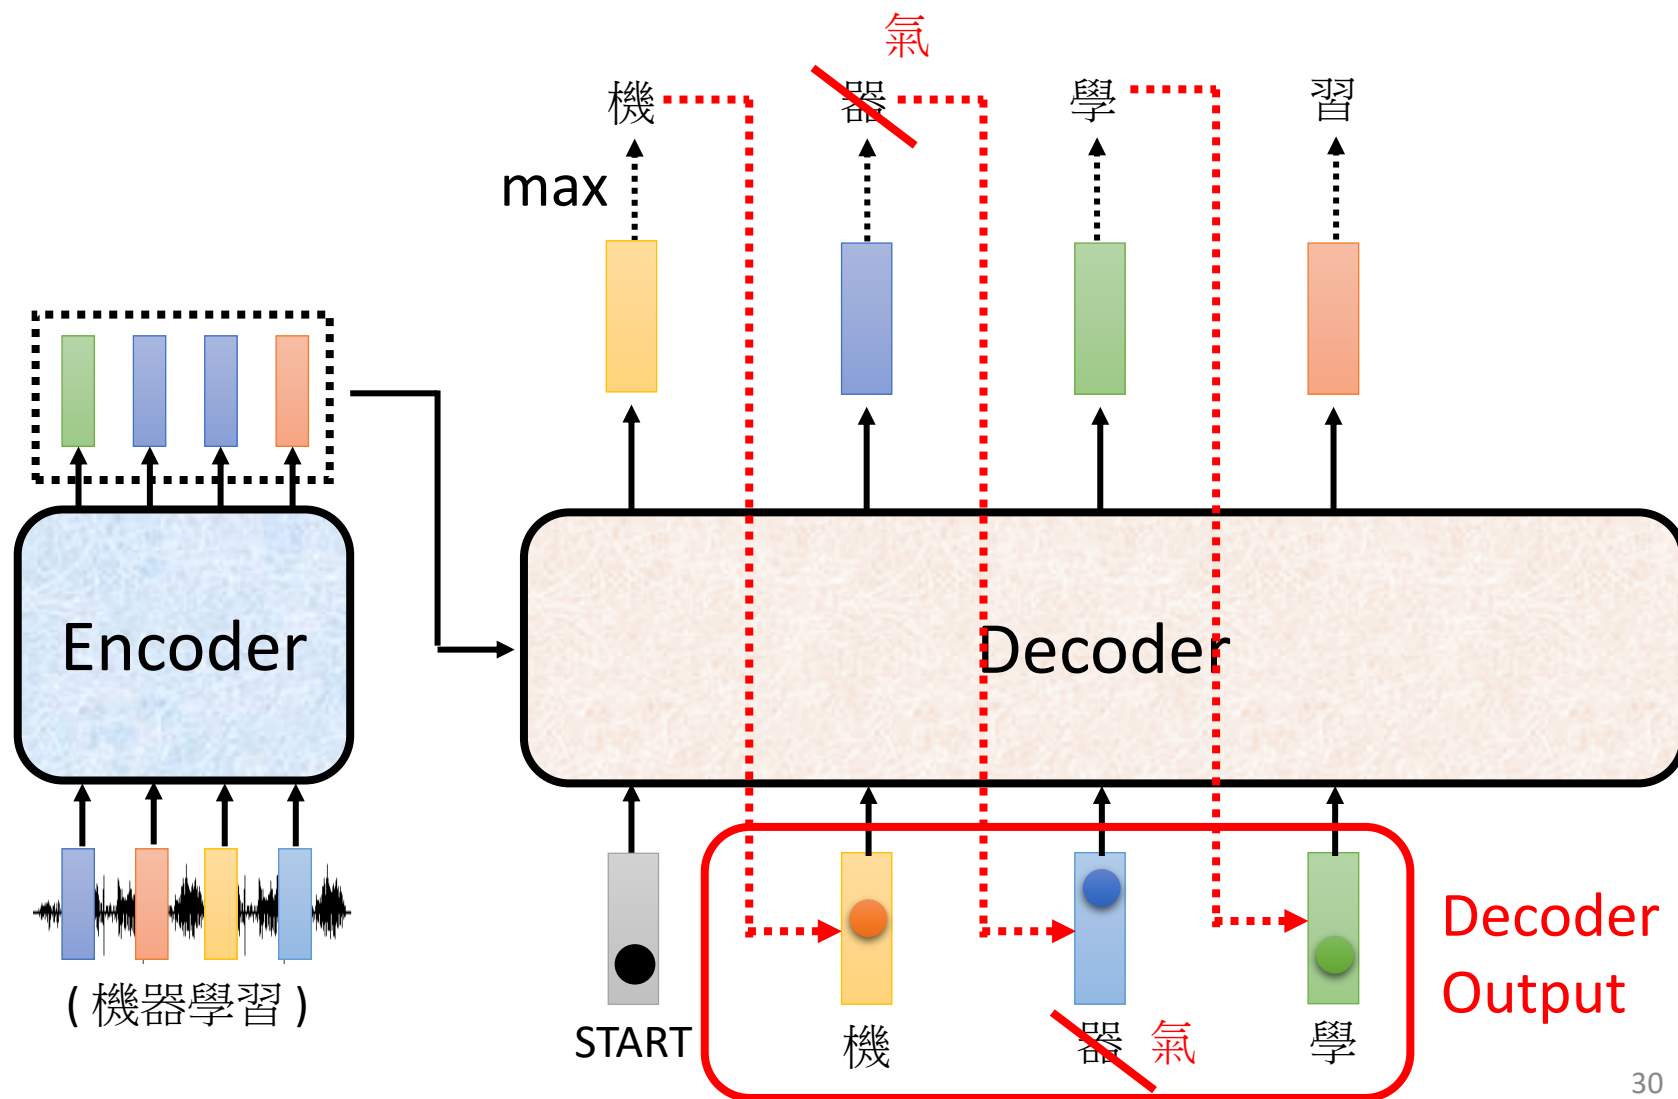 氣
機 器 學 習
max
Encoder
Decoder
( 機器學習 )
START
機
器 氣
學
Decoder
Output
30